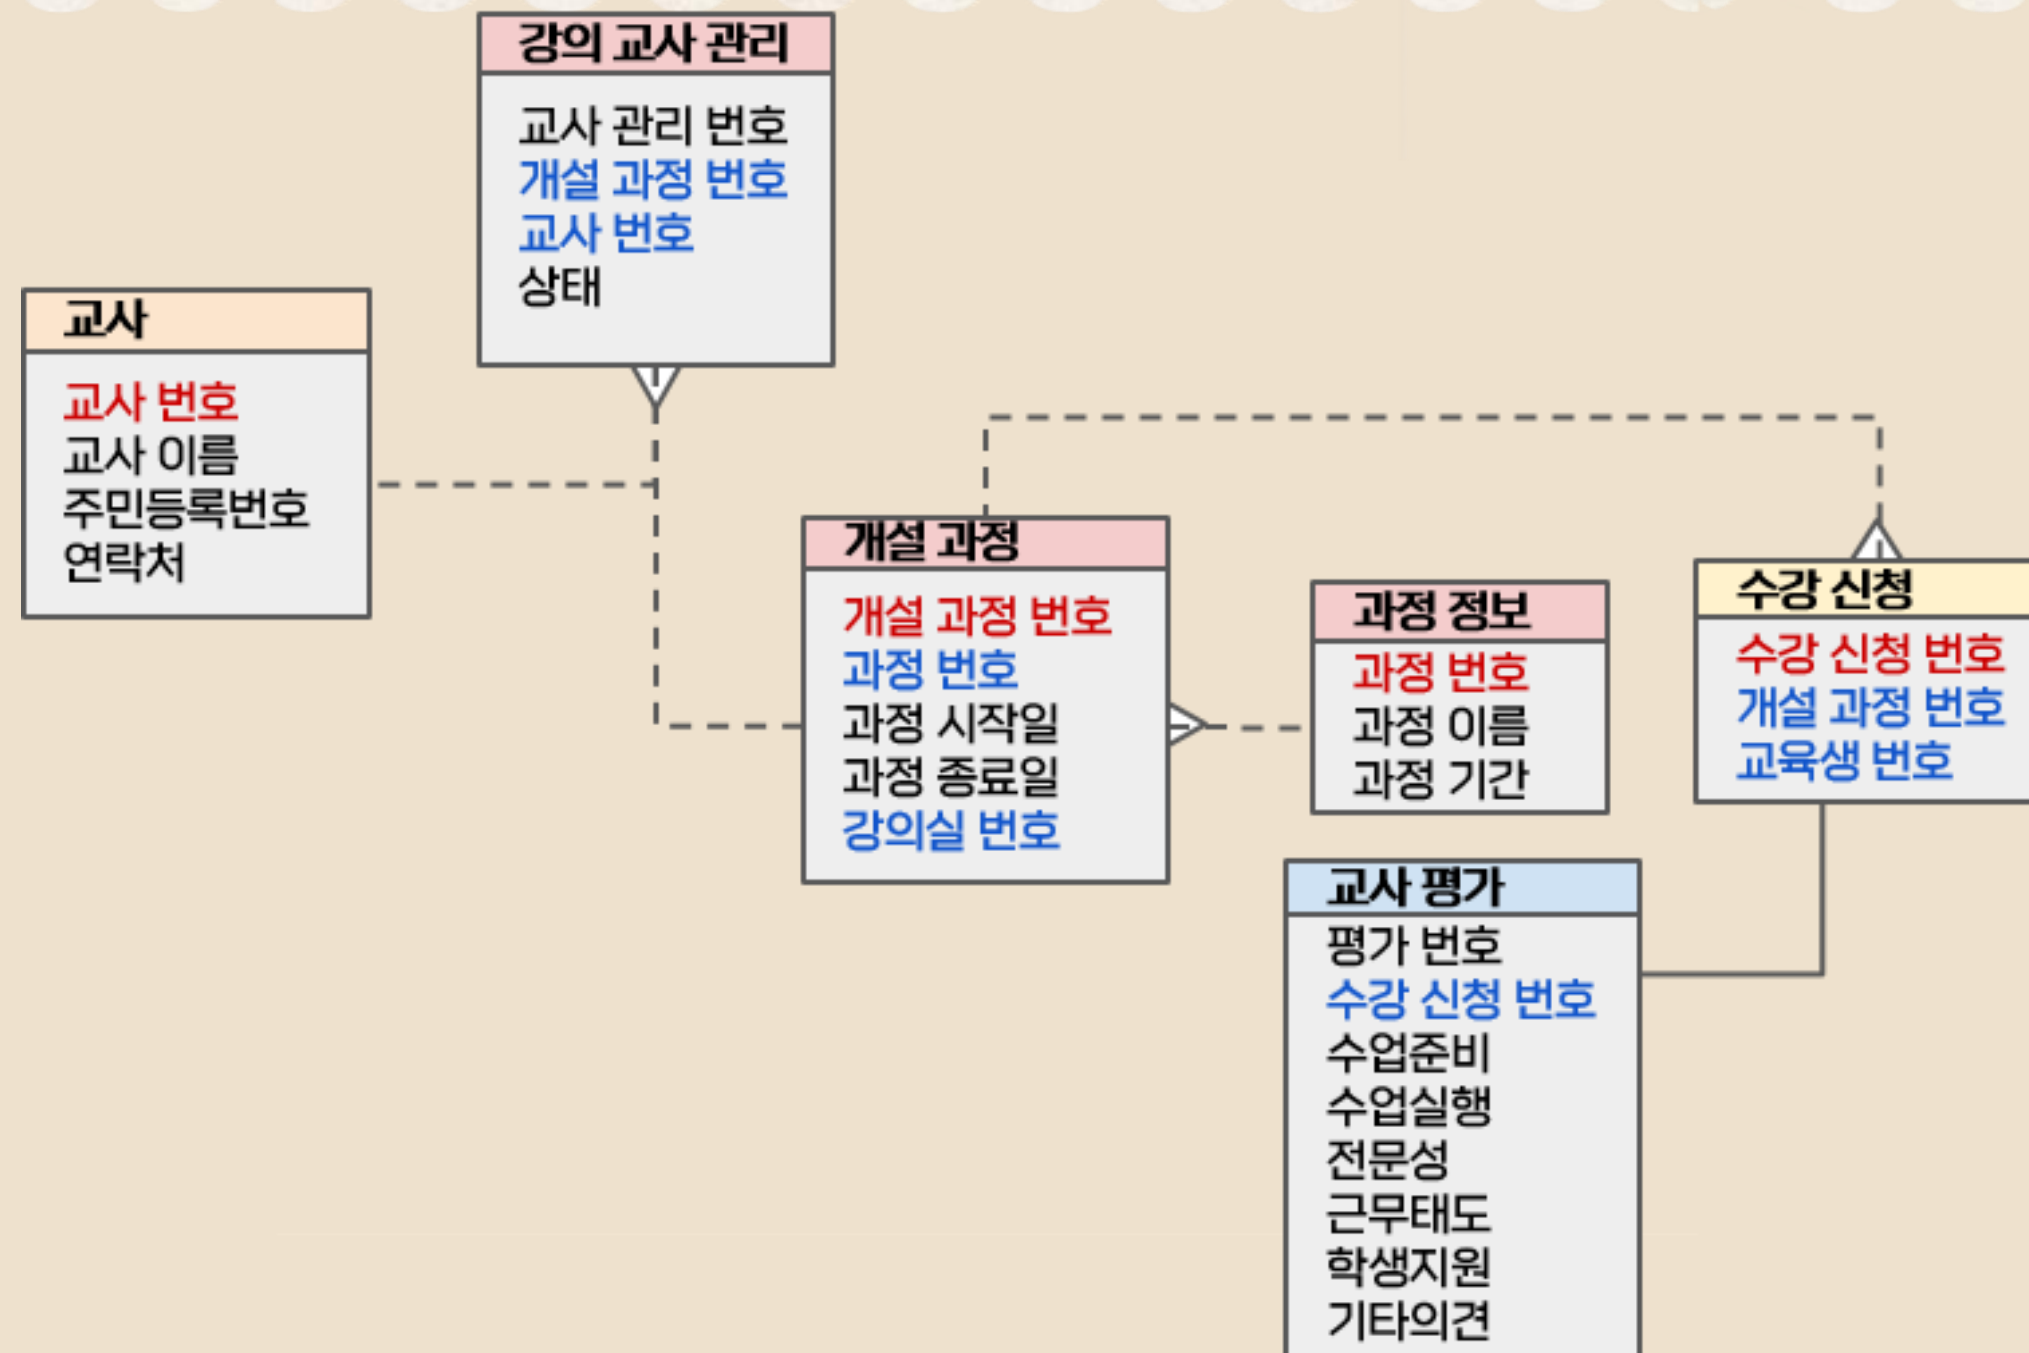 강의 교사 관리
교사 관리 번호
개설 과정 번호
교사 번호
상태
교사
교사 번호
교사 이름
주민등록번호
연락처
개설 과정
개설 과정 번호
과정 번호
과정 시작일
과정 종료일
강의실 번호
과정 정보
과정 번호
과정 이름
과정 기간
수강 신청
수강 신청 번호
개설 과정 번호
교육생 번호
교사 평가
평가 번호
수강 신청 번호
수업준비
수업실행
전문성
근무태도
학생지원
기타의견